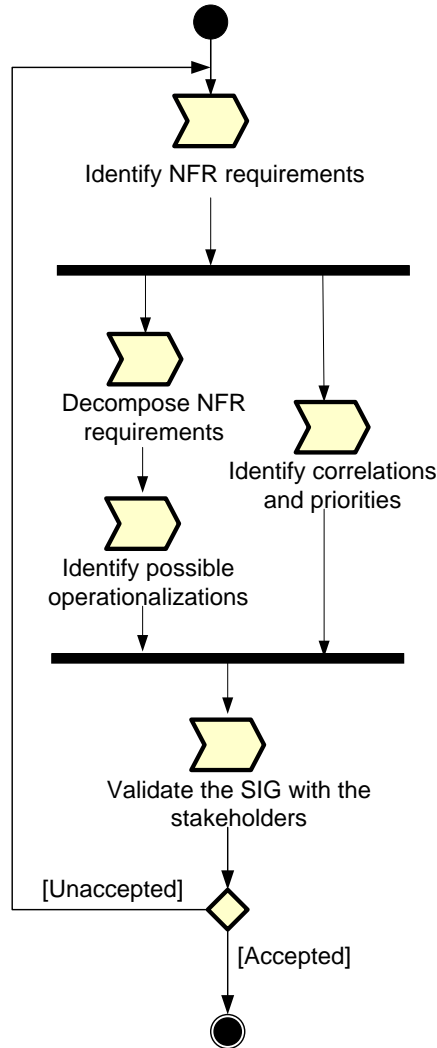 Identify NFR requirements
Decompose NFR
requirements
Identify correlations
and priorities
Identify possible
operationalizations
Validate the SIG with the
stakeholders
[Unaccepted]
[Accepted]